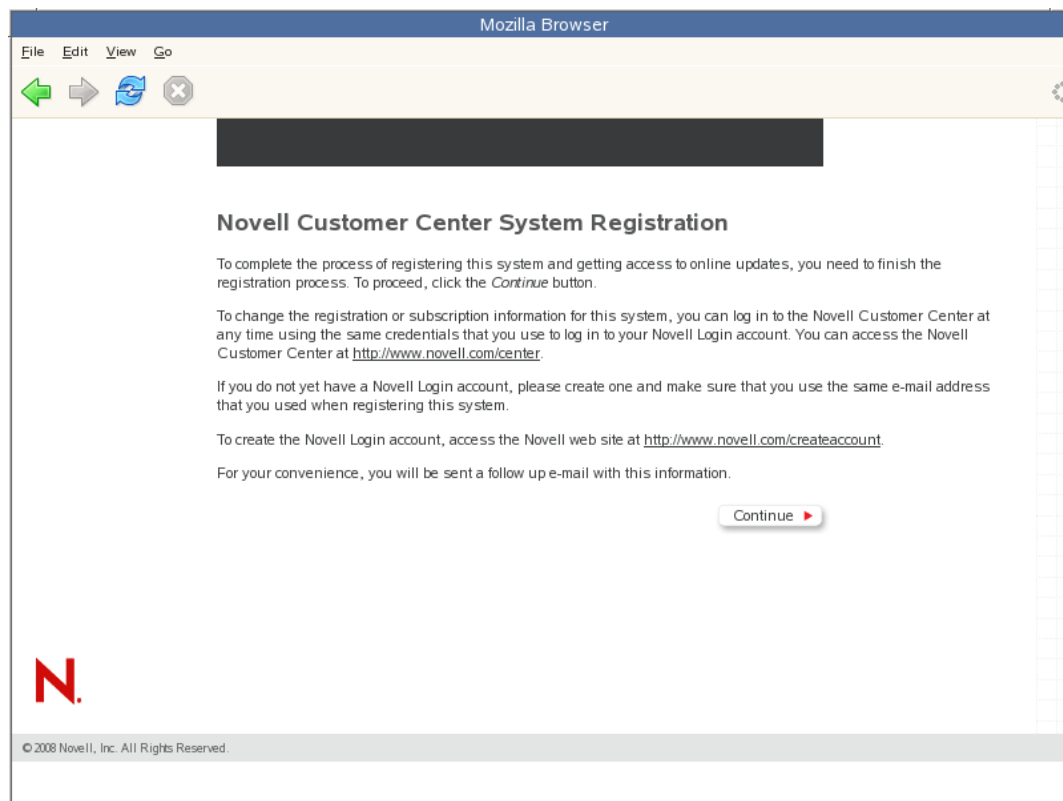 Mozilla Browser
File Edit View Go
Novell Customer Center System Registration
To complete the process of registering this system and getting access to online updates, you need to finish the
registration process. To proceed, click the Continue button.
To change the registration or subscription information for this system, you can log in to the Novell Customer Center at
any time using the same credentials that you use to log in to your Novell Login account. You can access the Novell
Customer Center at http://www.novell.com/center.
If you do not yet have a Novell Login account, please create one and make sure that you use the same e-mail address
that you used when registering this system.
To create the Novell Login account, access the Novell web site at http://www.novell.com/createaccount.
For your convenience, you will be sent a follow up e-mail with this information.
Continue
N.
© 2008 Novell, Inc. All Rights Reserved.